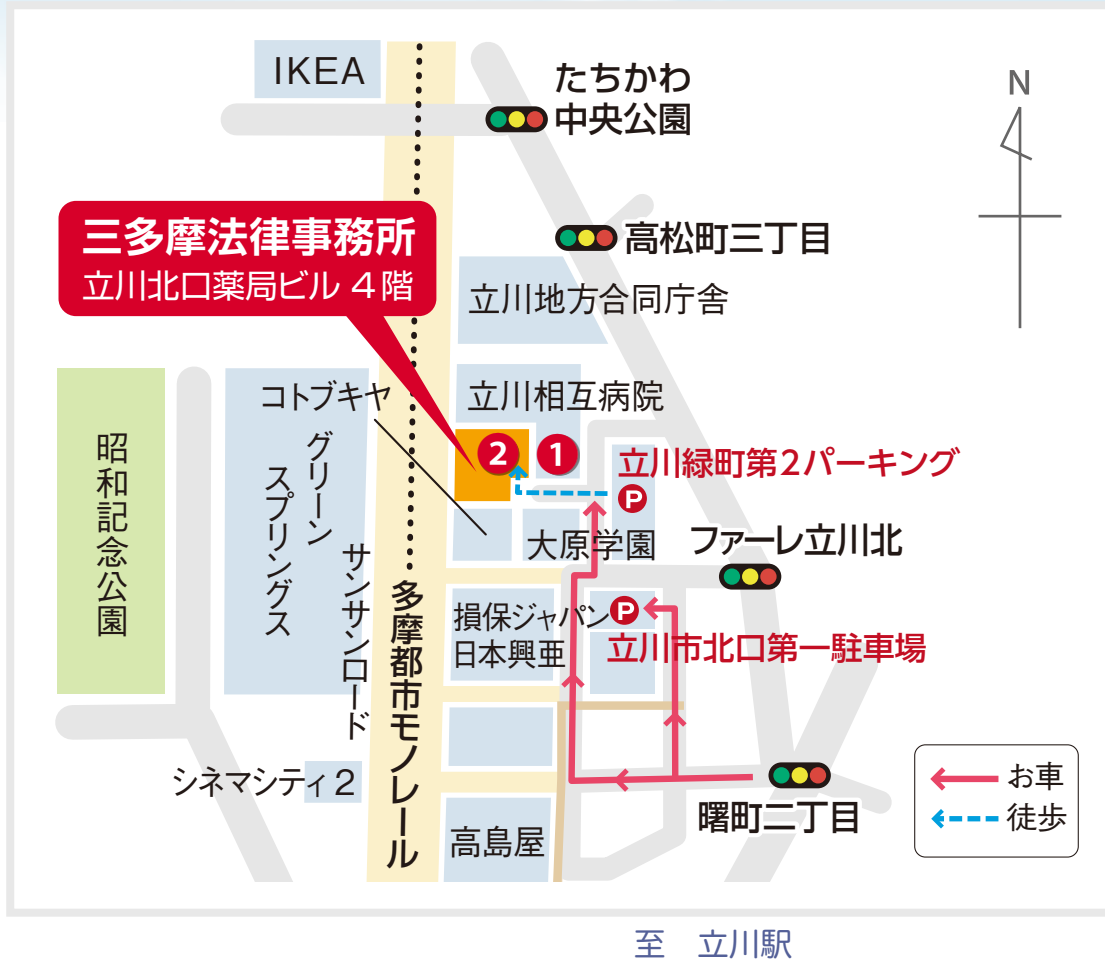 IKEA
たちかわ
中央公園
N
三多摩法律事務所
立川北口薬局ビル 4階
高松町三丁目
立川地方合同庁舎
コトブキヤ
立川相互病院
昭和記念公園
グリーン
スプリングス
2
1
立川緑町第2パーキング
P
大原学園
ファーレ立川北
サンサンロード
多摩都市モノレール
損保ジャパン
日本興亜
P
立川市北口第一駐車場
シネマシティ2
曙町二丁目
高島屋
お車
徒歩
至 立川駅